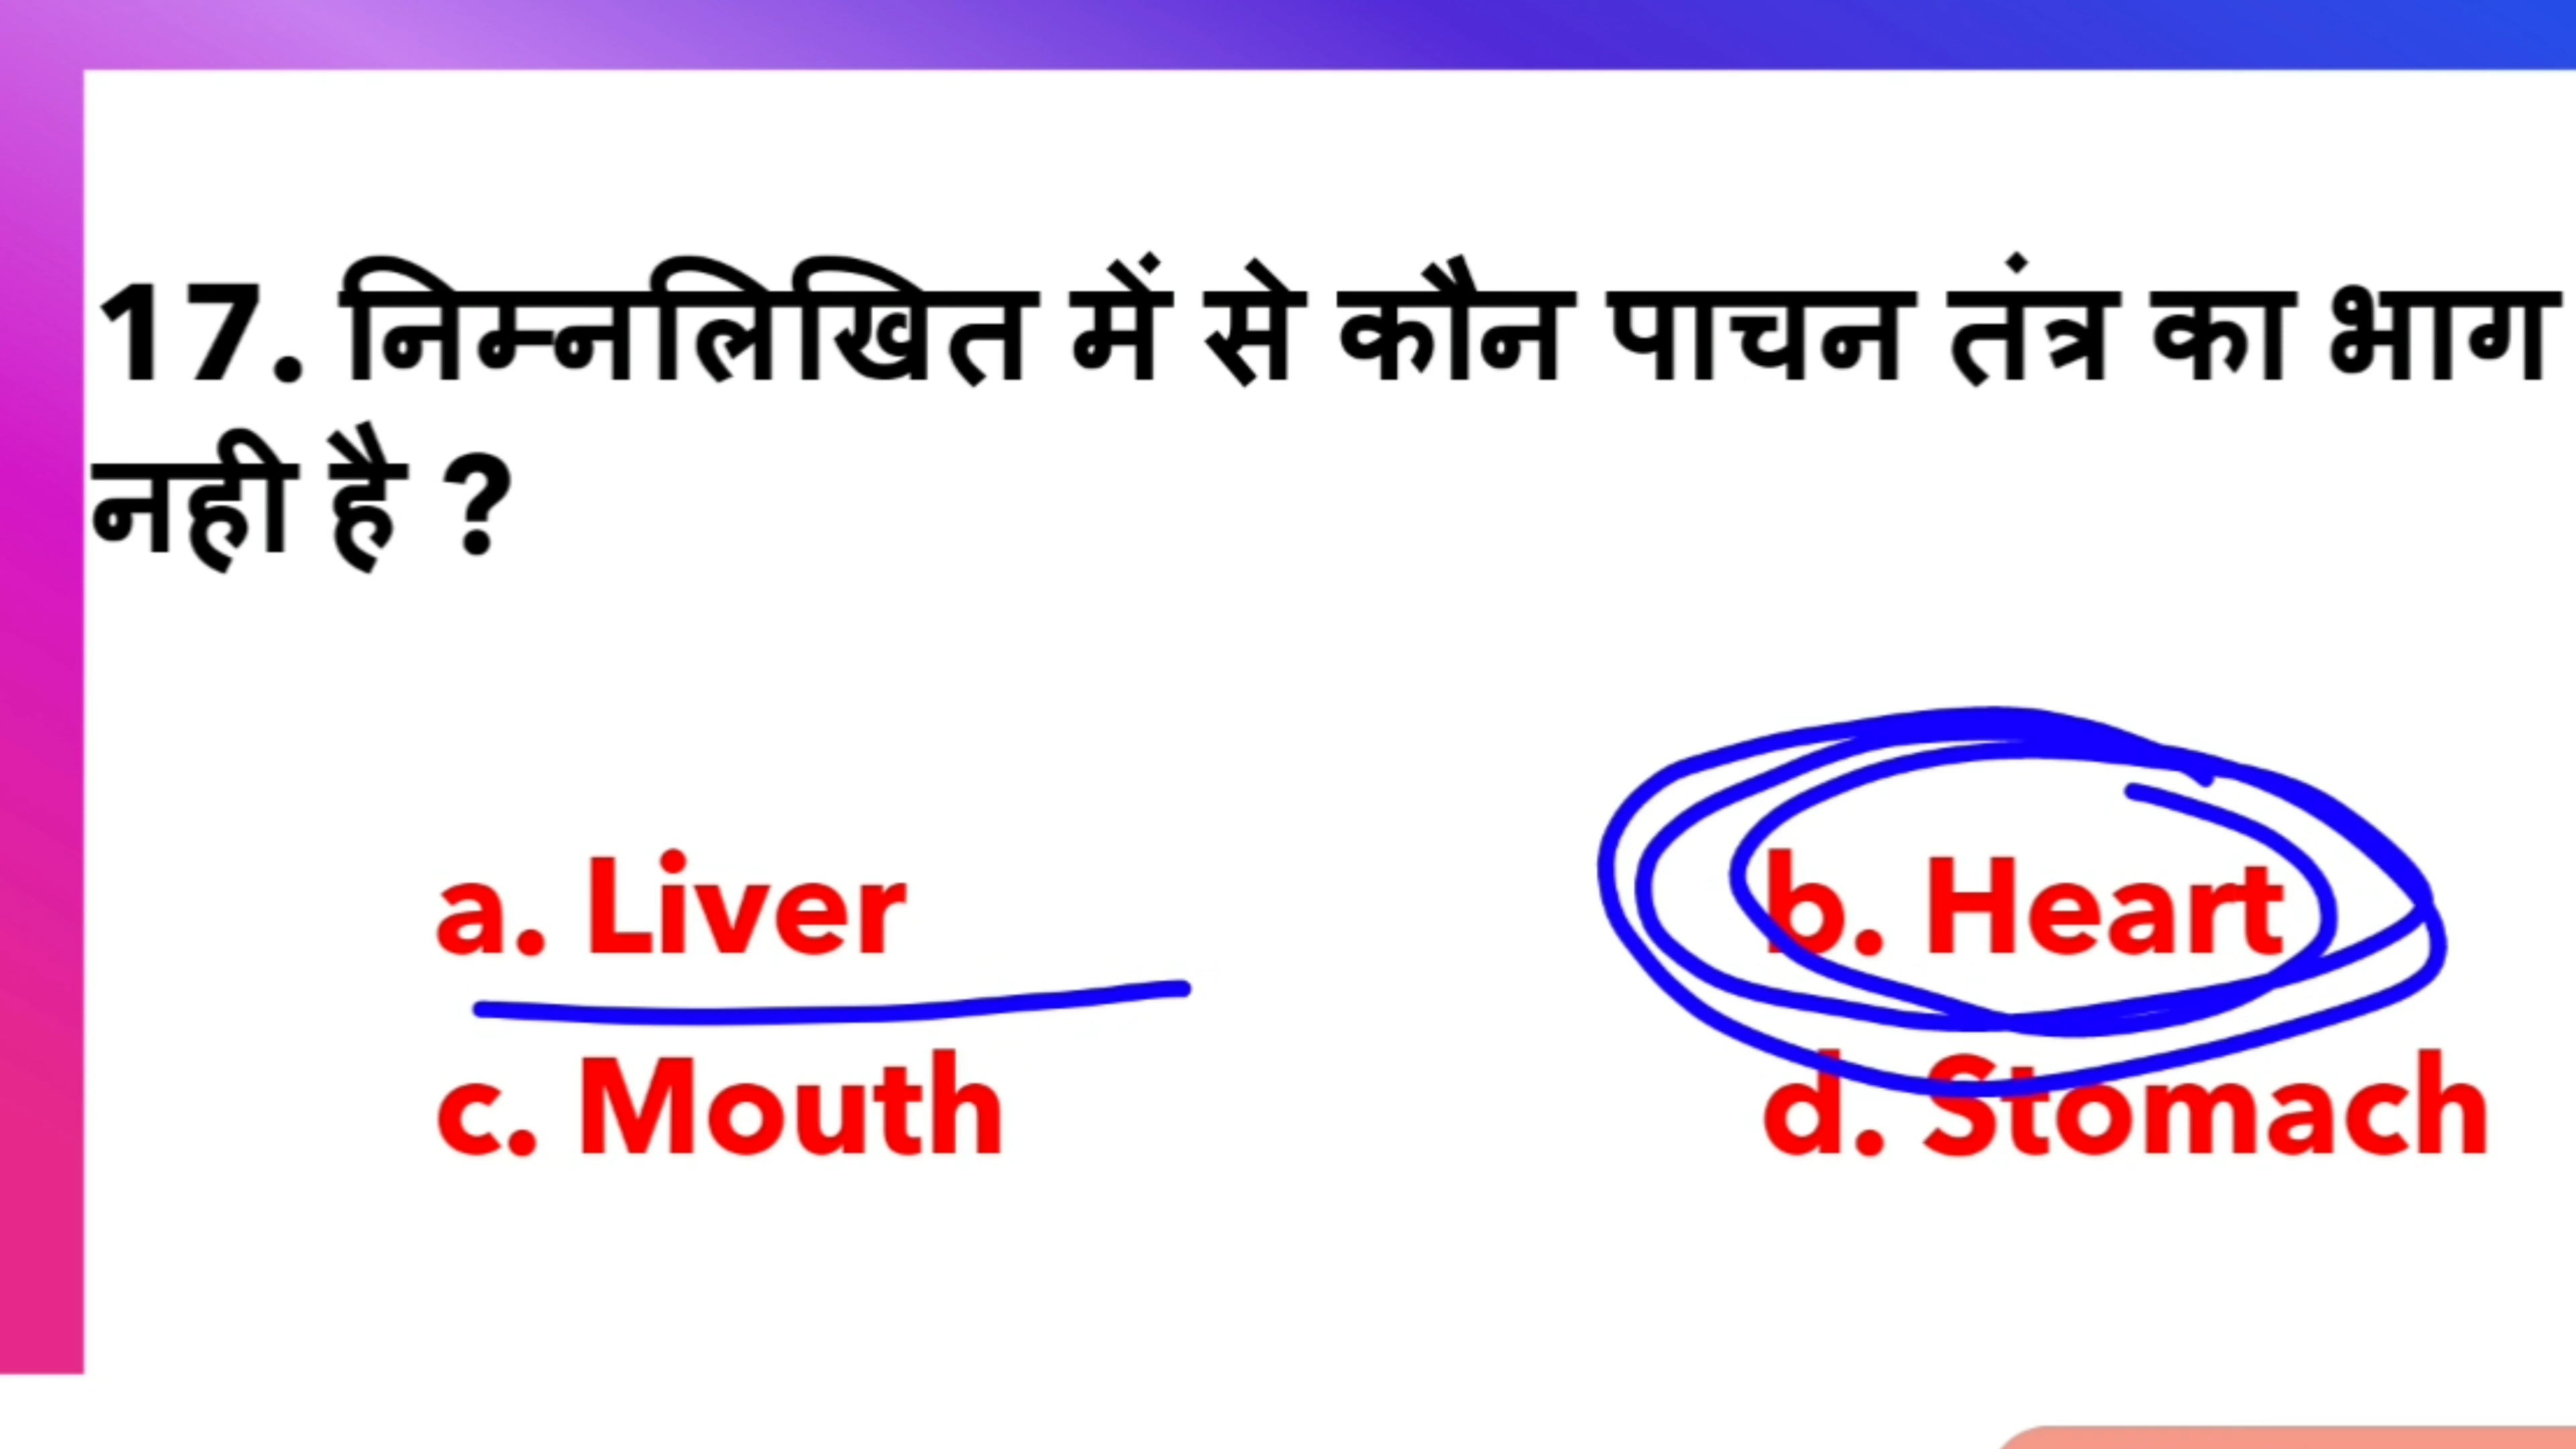 17. निम्नलिखित में से कौन पाचन तंत्र का भाग
नही है ?
a. Liver
b. Heart
c. Mouth
d. Stomach